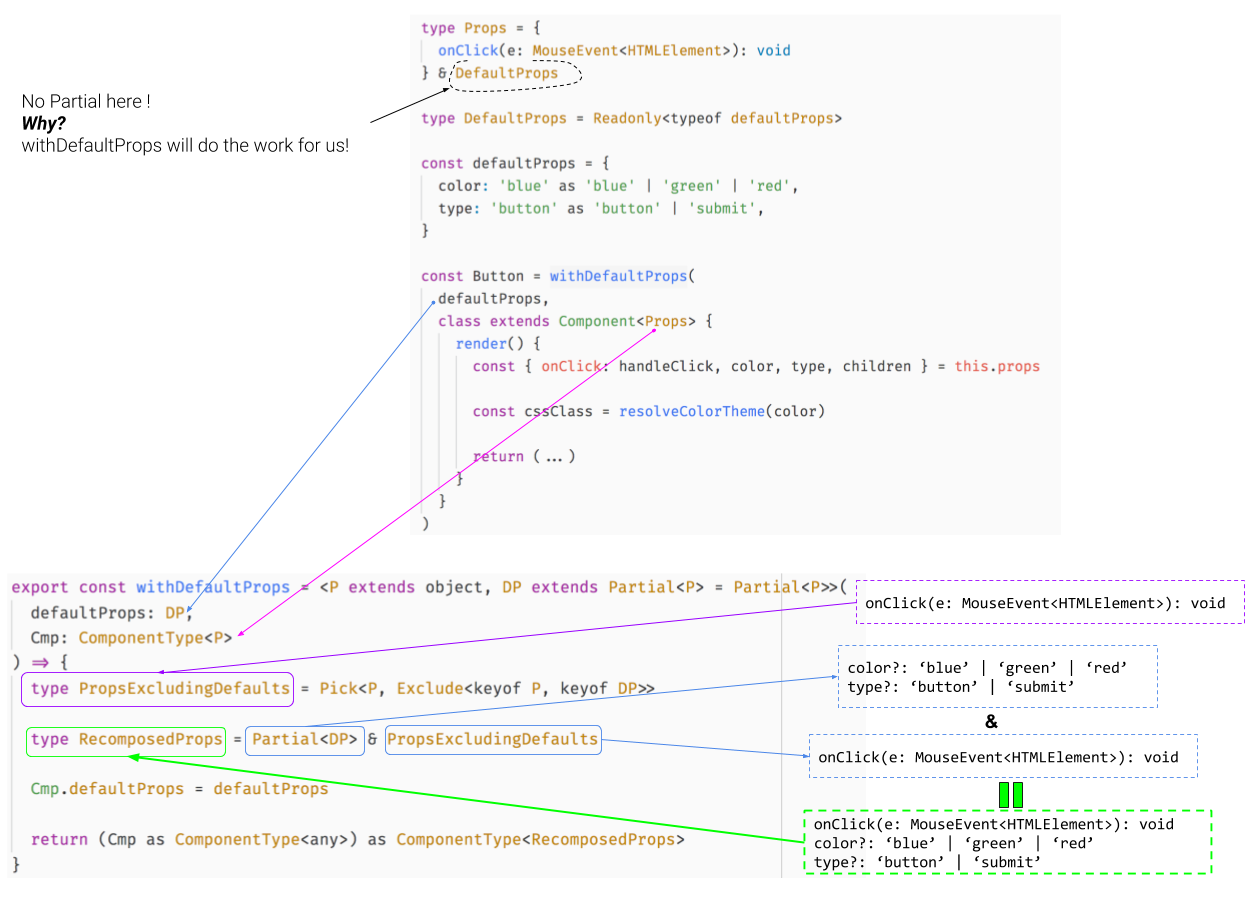 type Props = {
  onClick(e: MouseEvent<HTMLElement>): void
} & DefaultProps
No Partial here !
Why?
withDefaultProps will do the work for us!
type DefaultProps = Readonly<typeof defaultProps>
const defaultProps = {
  color: 'blue' as 'blue' | 'green' | 'red',
  type: 'button' as 'button' | 'submit',
}
const Button = withDefaultProps(
  defaultProps,
  class extends Component<Props> {
    render() {
      const { onClick: handleClick, color, type, children } = this.props
      const cssClass = resolveColorTheme(color)
      return (...)
    }
  }
)
export const withDefaultProps = <P extends object, DP extends Partial<P> = Partial<P>>(
  defaultProps: DP,
  Cmp: ComponentType<P>
) => {
  type PropsExcludingDefaults = Pick<P, Exclude<keyof P, keyof DP>>
  type RecomposedProps = Partial<DP> & PropsExcludingDefaults
  Cmp.defaultProps = defaultProps
  return (Cmp as ComponentType<any>) as ComponentType<RecomposedProps>
}
onClick(e: MouseEvent<HTMLElement>): void
color?: ‘blue’ | ‘green’ | ‘red’
type?: ‘button’ | ‘submit’
&
onClick(e: MouseEvent<HTMLElement>): void
onClick(e: MouseEvent<HTMLElement>): void
color?: ‘blue’ | ‘green’ | ‘red’
type?: ‘button’ | ‘submit’